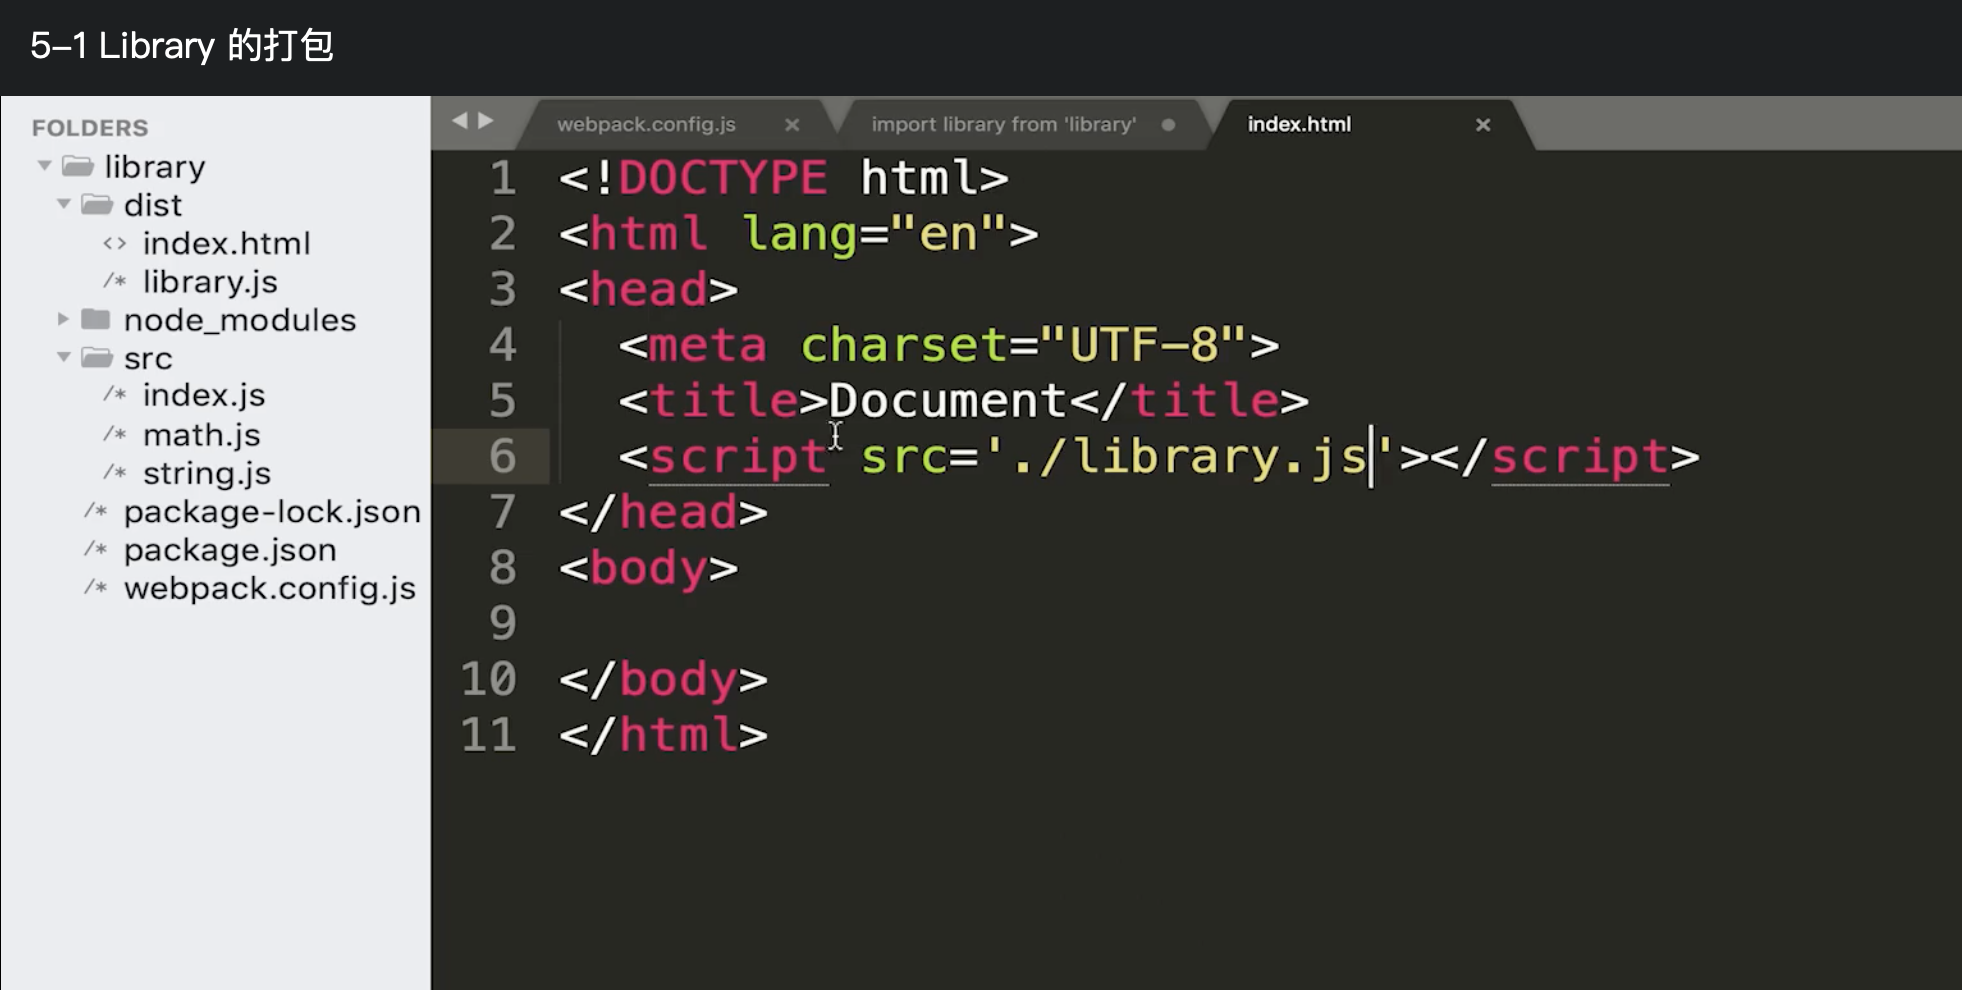 5-1 Library 的打包
FOLDERS
library
dist
<> index.html
/* library.js
node_modules
src
/* index.js
/* math.js
/* string.js
/* package-lock.json
/* package.json
/* webpack.config.js
webpack.config.js
import library from 'library'
index.html
1 <!DOCTYPE html>
2 <html lang="en">
3 <head>
4 <meta charset="UTF-8">
5 <title>Document</title>
6 <script src='./library.js'></script>
7 </head>
8 <body>
9
10 </body>
11 </html>